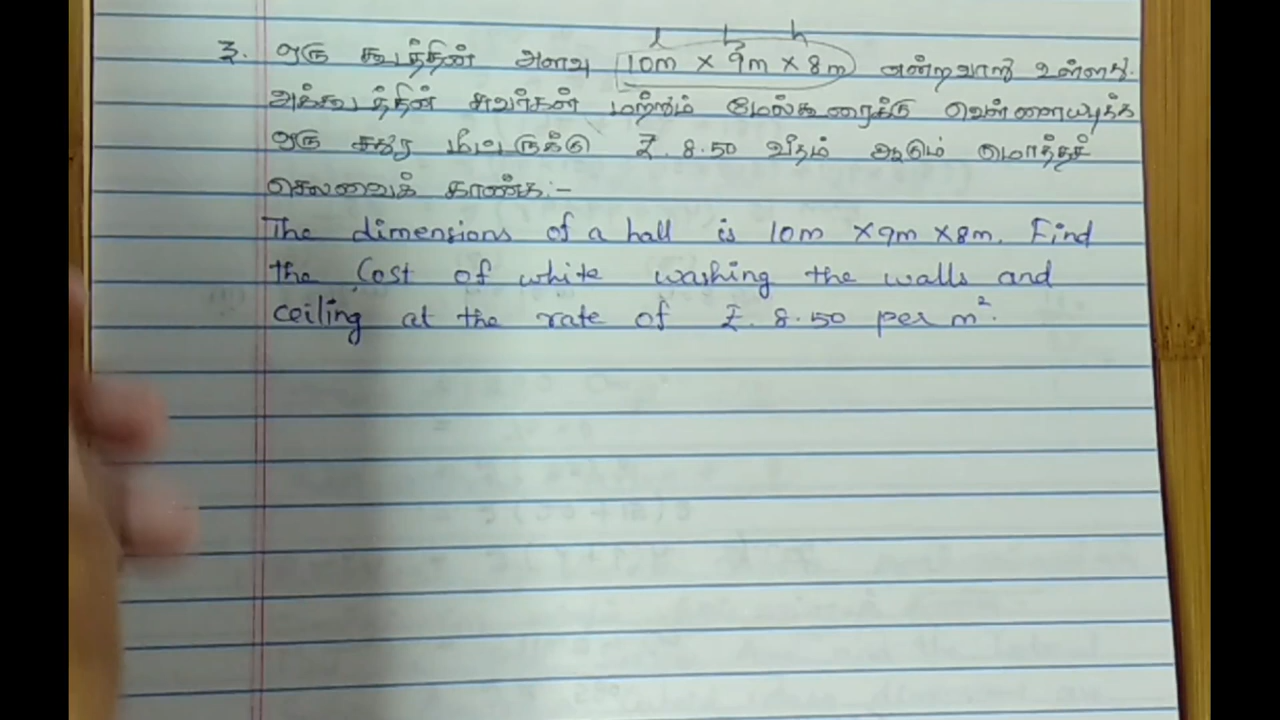 l b h
3. ஒரு கூடத்தின் அளவு 10m × 9m × 8m என்றவாறு உள்ளது.
அக்கூடத்தின் சுவர்கள் மற்றும் மேல்கூரைக்கு வெள்ளையடிக்க
ஒரு சதுர மீட்டருக்கு ₹. 8.50 வீதம் ஆகும் மொத்தச்
செலவைக் காண்க:-
The dimensions of a hall is 10m ×9m ×8m. Find
the Cost of white washing the walls and
ceiling at the rate of ₹. 8.50 per m².